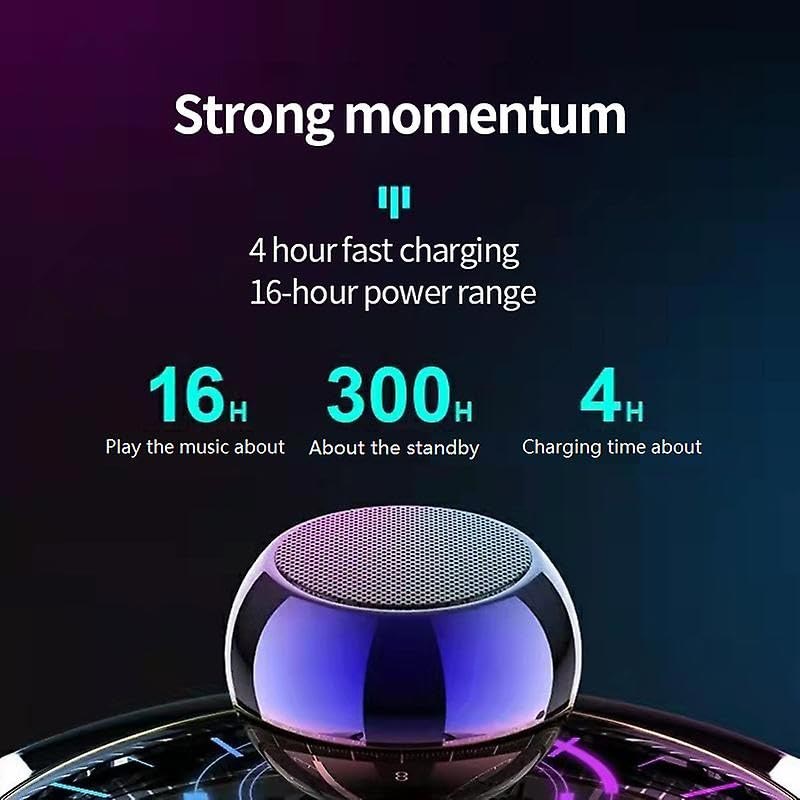 Strong momentum
4 hour fast charging
16-hour power range
16H 300H 4H
Play the music about About the standby Charging time about
8